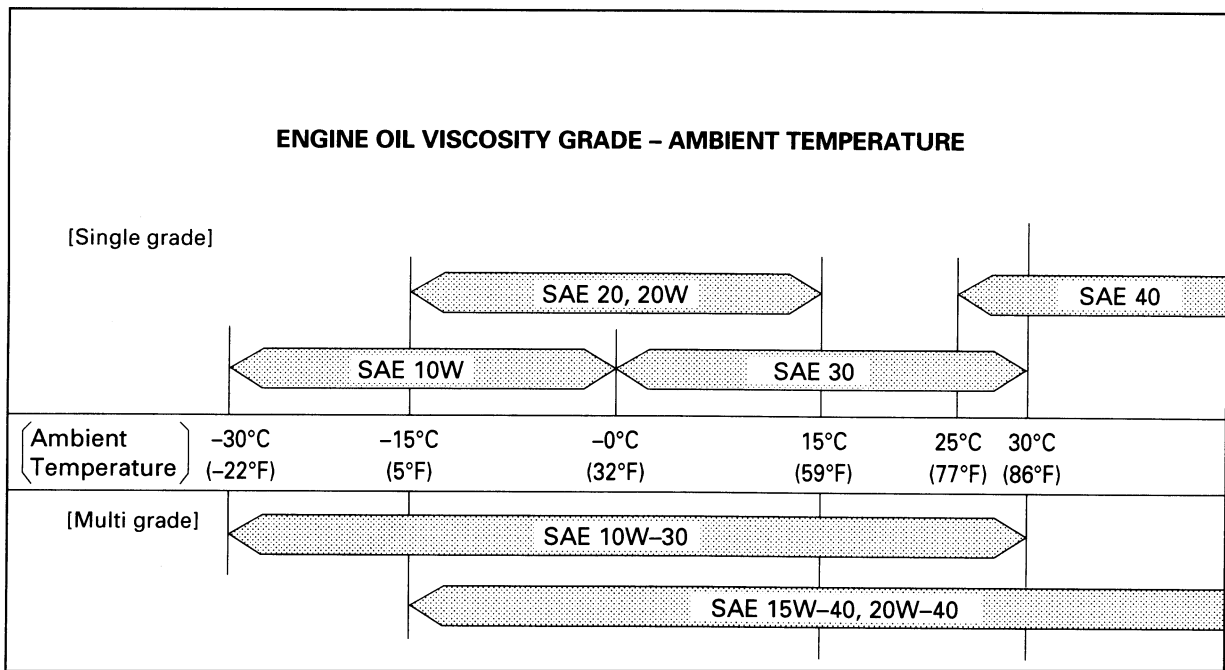 ENGINE OIL VISCOSITY GRADE – AMBIENT TEMPERATURE
[Single grade]
SAE 20, 20W
SAE 40
SAE 10W
SAE 30
Ambient Temperature
–30°C –15°C –0°C 15°C 25°C 30°C
(–22°F) (5°F) (32°F) (59°F) (77°F) (86°F)
[Multi grade]
SAE 10W–30
SAE 15W–40, 20W–40